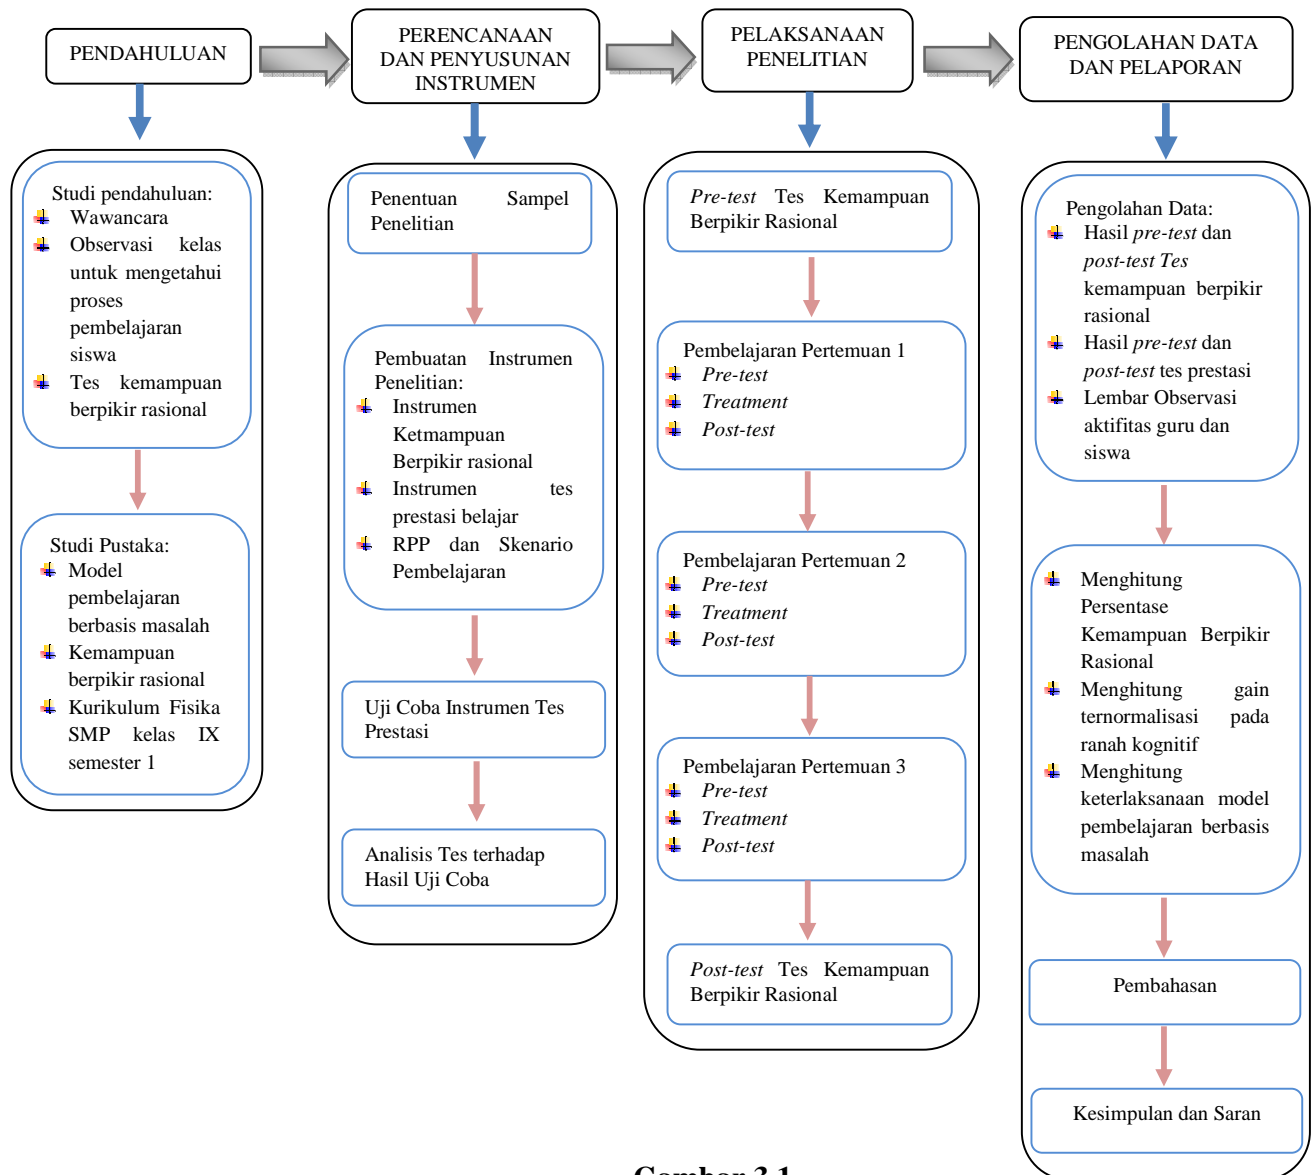 PENDAHULUAN
PERENCANAAN
DAN PENYUSUNAN
INSTRUMEN
PELAKSANAAN
PENELITIAN
PENGOLAHAN DATA
DAN PELAPORAN
Studi pendahuluan:
Wawancara
Observasi kelas
untuk mengetahui
proses
pembelajaran
siswa
Tes kemampuan
berpikir rasional
Studi Pustaka:
Model
pembelajaran
berbasis masalah
Kemampuan
berpikir rasional
Kurikulum Fisika
SMP kelas IX
semester 1
Penentuan Sampel
Penelitian
Pembuatan Instrumen
Penelitian:
Instrumen
Ketmampuan
Berpikir rasional
Instrumen tes
prestasi belajar
RPP dan Skenario
Pembelajaran
Uji Coba Instrumen Tes
Prestasi
Analisis Tes terhadap
Hasil Uji Coba
Pre-test Tes Kemampuan
Berpikir Rasional
Pembelajaran Pertemuan 1
Pre-test
Treatment
Post-test
Pembelajaran Pertemuan 2
Pre-test
Treatment
Post-test
Pembelajaran Pertemuan 3
Pre-test
Treatment
Post-test
Post-test Tes Kemampuan
Berpikir Rasional
Pengolahan Data:
Hasil pre-test dan
post-test Tes
kemampuan berpikir
rasional
Hasil pre-test dan
post-test tes prestasi
Lembar Observasi
aktifitas guru dan
siswa
Menghitung
Persentase
Kemampuan Berpikir
Rasional
Menghitung gain
ternormalisasi pada
ranah kognitif
Menghitung
keterlaksanaan model
pembelajaran berbasis
masalah
Pembahasan
Kesimpulan dan Saran
Gambar 3.1